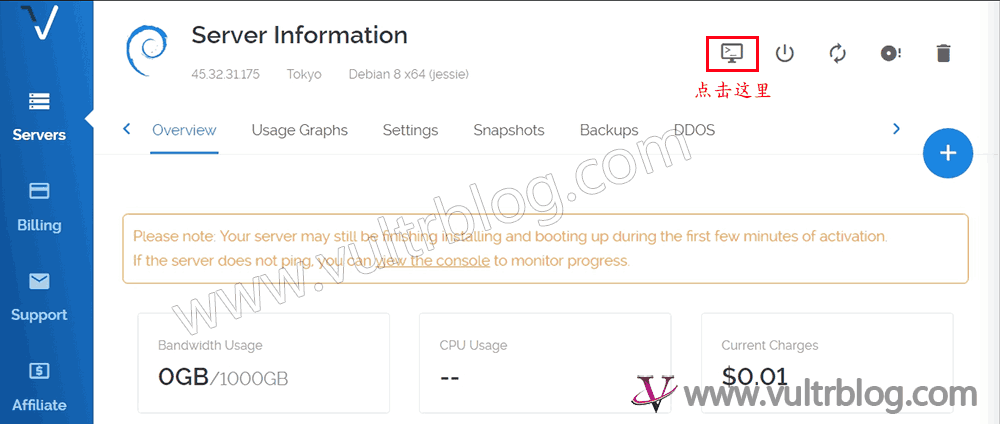 Server Information
45.32.31.175 Tokyo Debian 8 x64 (jessie)
点击这里
Servers
Overview Usage Graphs Settings Snapshots Backups DDOS
Billing
Please note: Your server may still be finishing installing and booting up during the first few minutes of activation.
If the server does not ping, you can view the console to monitor progress.
www.vultrblog.com
Support
Bandwidth Usage CPU Usage Current Charges
0GB/1000GB -- $0.01
Affiliate
www.vultrblog.com